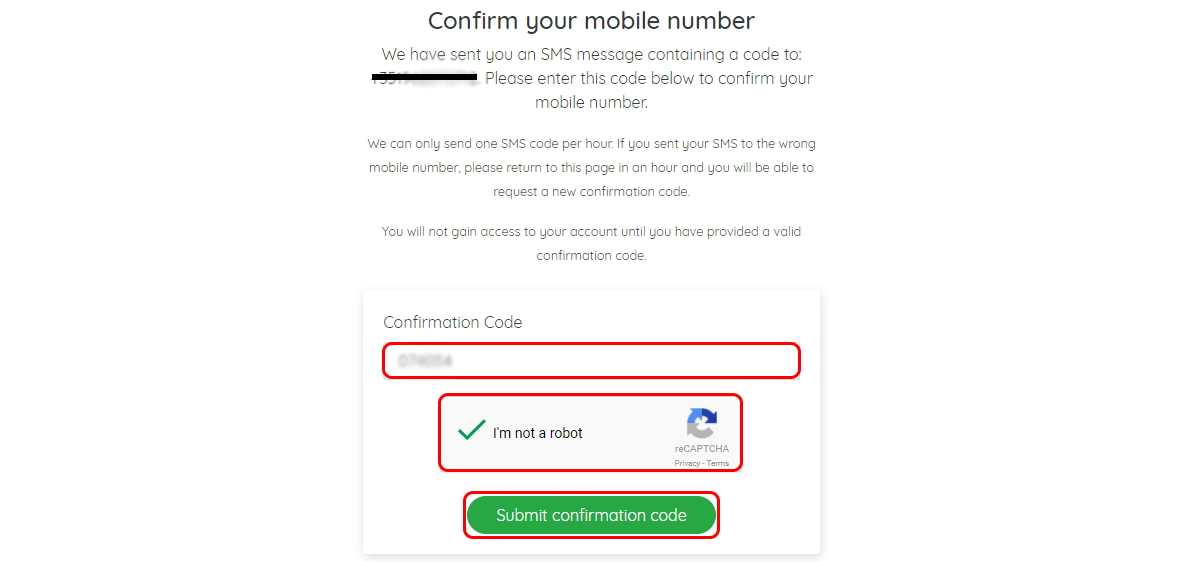 Confirm your mobile number
We have sent you an SMS message containing a code to:
Please enter this code below to confirm your
mobile number.
We can only send one SMS code per hour. If you sent your SMS to the wrong
mobile number, please return to this page in an hour and you will be able to
request a new confirmation code.
You will not gain access to your account until you have provided a valid
confirmation code.
Confirmation Code
I'm not a robot
reCAPTCHA
Privacy - Terms
Submit confirmation code